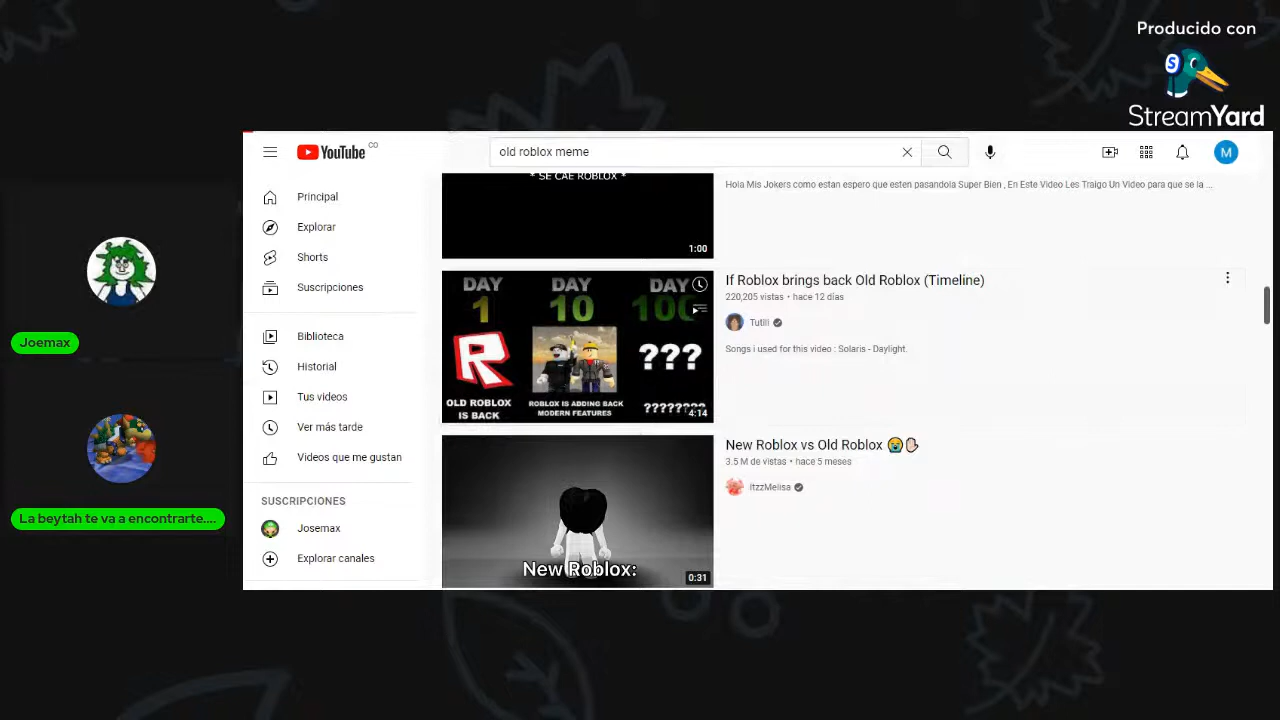 Producido con
S
StreamYard
YouTube CO
old roblox meme
M
Principal
Explorar
Shorts
Suscripciones
Biblioteca
Historial
Tus videos
Ver más tarde
Videos que me gustan
SUSCRIPCIONES
Josemax
Explorar canales
* SE CAE ROBLOX *
1:00
Hola Mis Jokers como estan espero que esten pasandola Super Bien , En Este Video Les Traigo Un Video para que se la ...
DAY 1
DAY 10
DAY 100
R
???
OLD ROBLOX IS BACK
ROBLOX IS ADDING BACK MODERN FEATURES
????????
4:14
If Roblox brings back Old Roblox (Timeline)
220,205 vistas • hace 12 días
Tutili
Songs i used for this video : Solaris - Daylight.
New Roblox:
0:31
New Roblox vs Old Roblox 😭✋
3.5 M de vistas • hace 5 meses
ItzzMelisa
Joemax
La beytah te va a encontrarte....